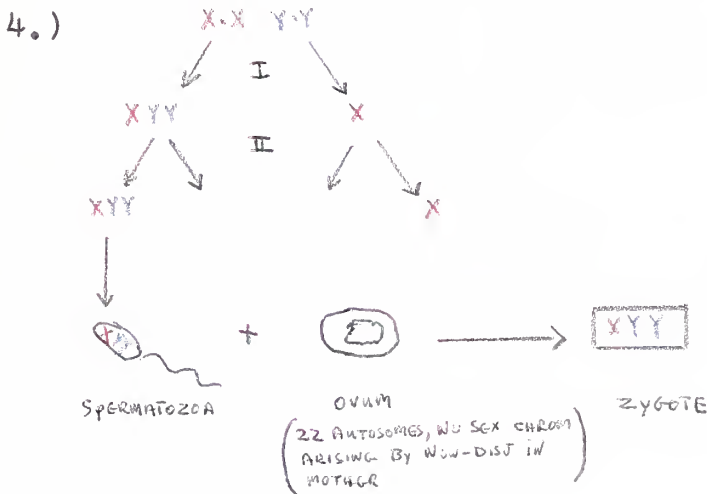 4.)
X·X Y·Y
I
XYY X
II
XYY X
+
XYY
SPERMATOZOA OVUM ZYGOTE
(22 AUTOSOMES, NO SEX CHROM
ARISING BY NON-DISJ IN
MOTHER)